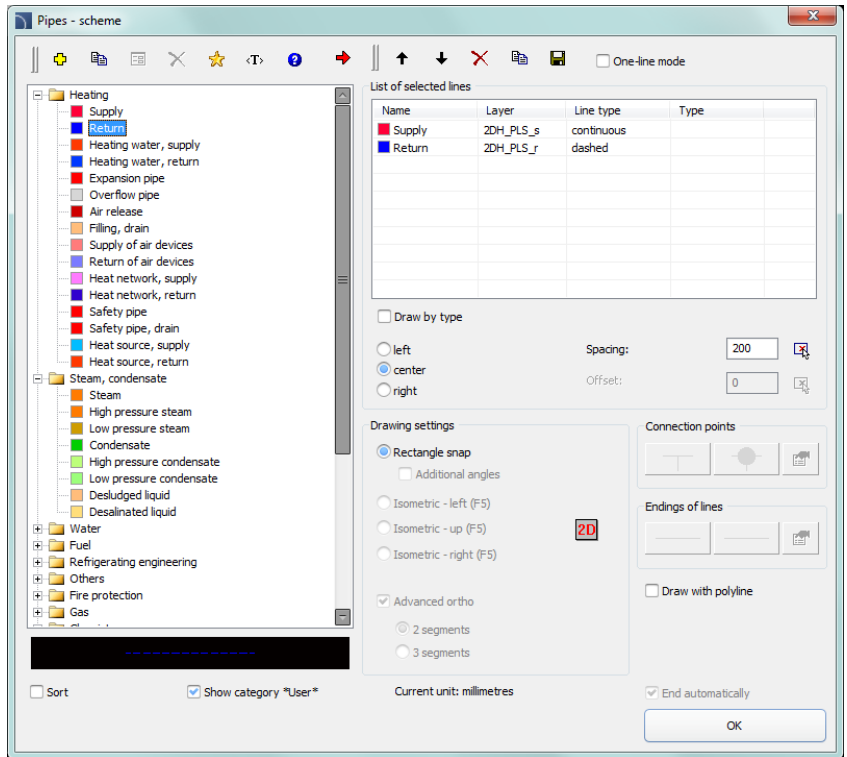 Pipes - scheme
<T>
One-line mode
Heating
Supply
Return
Heating water, supply
Heating water, return
Expansion pipe
Overflow pipe
Air release
Filling, drain
Supply of air devices
Return of air devices
Heat network, supply
Heat network, return
Safety pipe
Safety pipe, drain
Heat source, supply
Heat source, return
Steam, condensate
Steam
High pressure steam
Low pressure steam
Condensate
High pressure condensate
Low pressure condensate
Desludged liquid
Desalinated liquid
Water
Fuel
Refrigerating engineering
Others
Fire protection
Gas
Sort
Show category *User*
List of selected lines
Name Layer Line type Type
Supply 2DH_PLS_s continuous
Return 2DH_PLS_r dashed
Draw by type
left
center
right
Spacing: 200
Offset: 0
Drawing settings
Rectangle snap
Additional angles
Isometric - left (F5)
Isometric - up (F5)
Isometric - right (F5)
2D
Advanced ortho
2 segments
3 segments
Current unit: millimetres
Connection points
Endings of lines
Draw with polyline
End automatically
OK